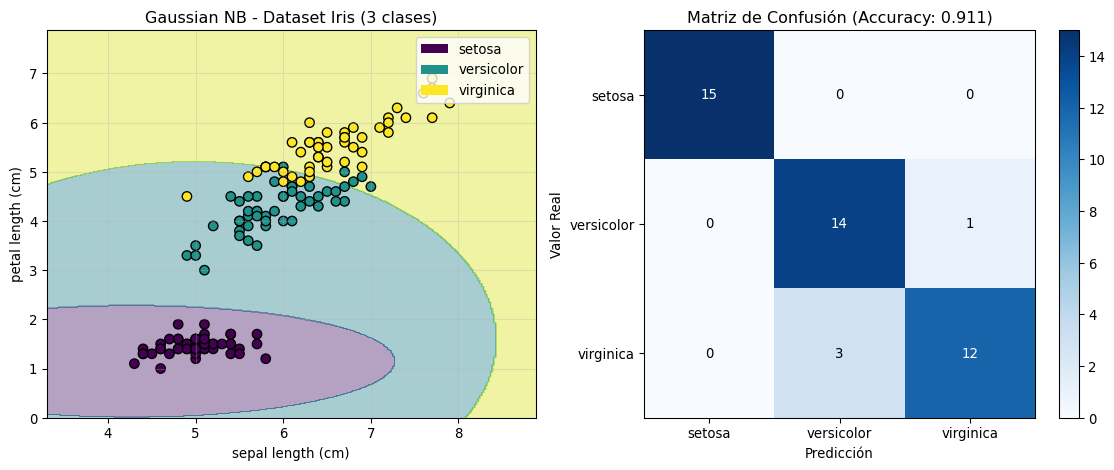 Gaussian NB - Dataset Iris (3 clases)
setosa
versicolor
virginica
7
6
5
4
3
2
1
0
petal length (cm)
4
5
6
7
8
sepal length (cm)
Matriz de Confusión (Accuracy: 0.911)
Valor Real
setosa
15
0
0
versicolor
0
14
1
virginica
0
3
12
setosa
versicolor
virginica
Predicción
14
12
10
8
6
4
2
0